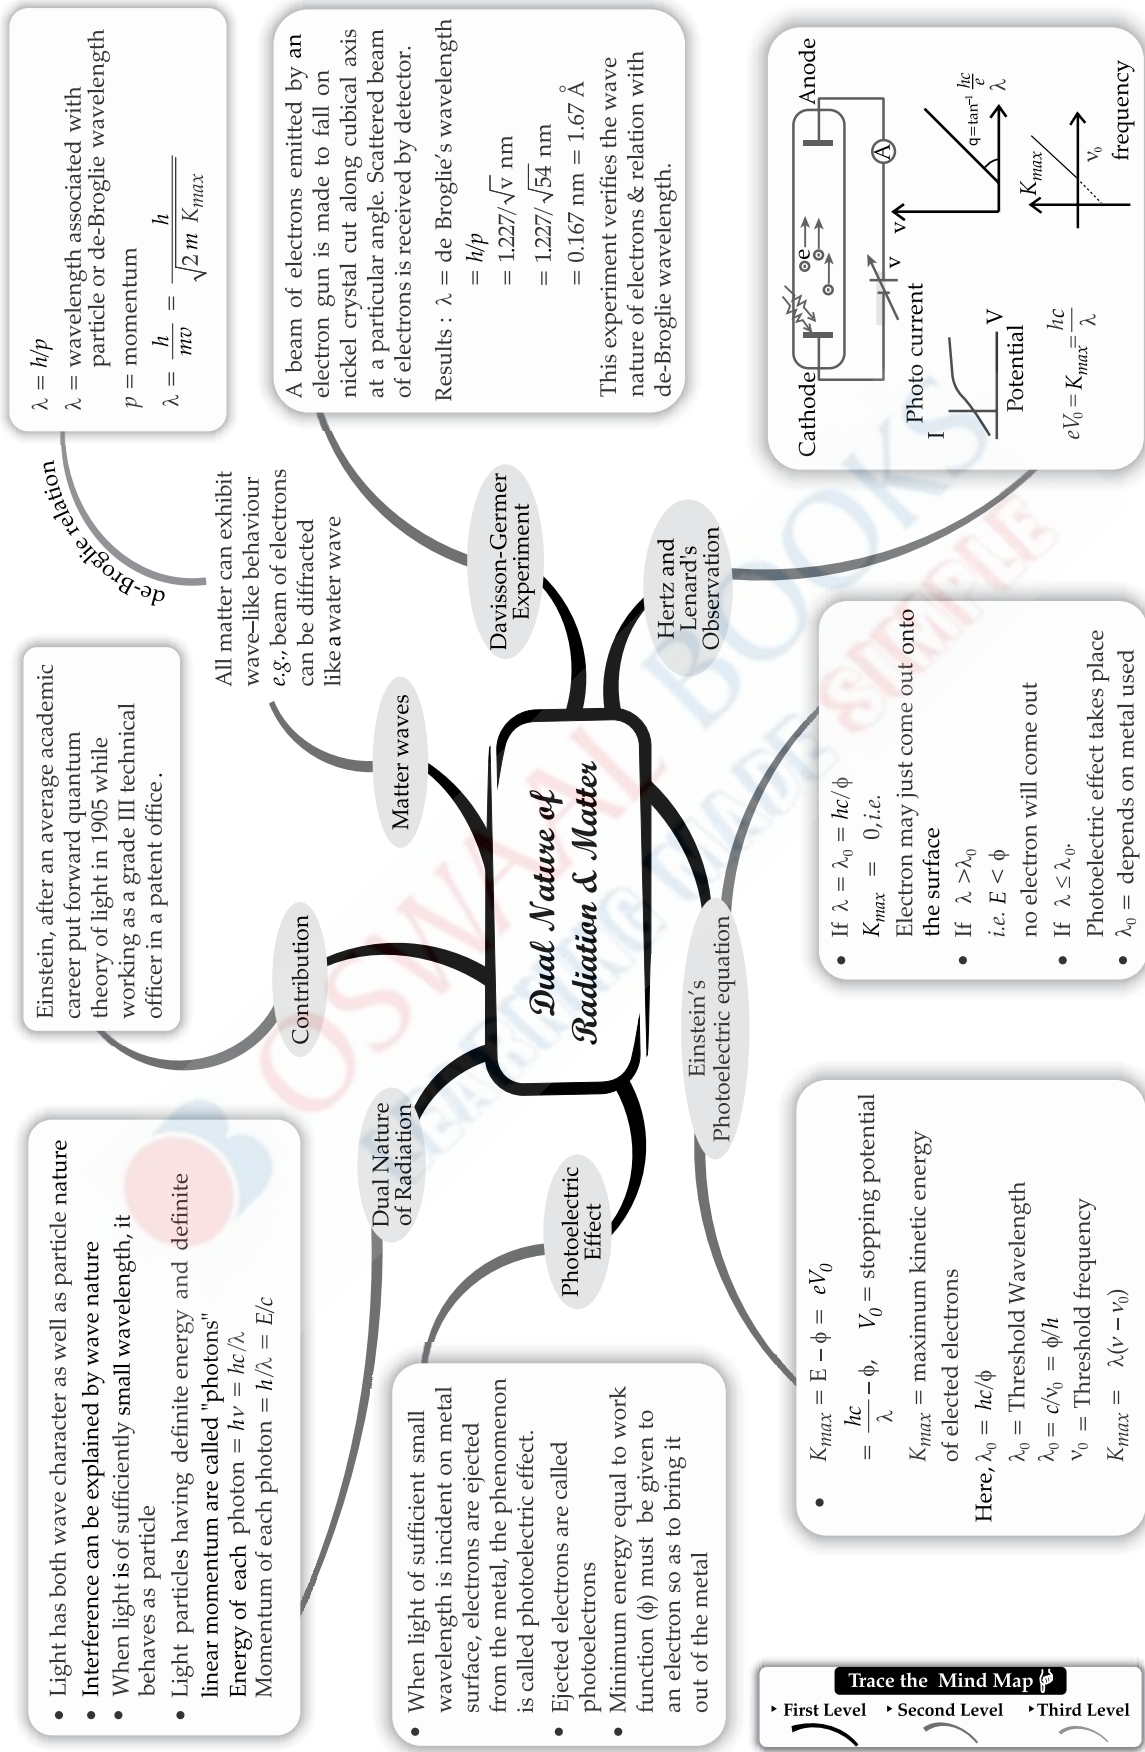 Dual Nature of
Radiation & Matter
Dual Nature
of Radiation
• Light has both wave character as well as particle nature
• Interference can be explained by wave nature
• When light is of sufficiently small wavelength, it
behaves as particle
• Light particles having definite energy and definite
linear momentum are called "photons"
Energy of each photon = hν = hc/λ
Momentum of each photon = h/λ = E/c
Contribution
Einstein, after an average academic
career put forward quantum
theory of light in 1905 while
working as a grade III technical
officer in a patent office.
Matter waves
All matter can exhibit
wave–like behaviour
e.g., beam of electrons
can be diffracted
like a water wave
de-Broglie relation
λ = h/p
λ = wavelength associated with
particle or de-Broglie wavelength
p = momentum
λ = h/mv = h/√2m K_max
Davisson-Germer
Experiment
A beam of electrons emitted by an
electron gun is made to fall on
nickel crystal cut along cubical axis
at a particular angle. Scattered beam
of electrons is received by detector.
Results : λ = de Broglie's wavelength
= h/p
= 1.227/√v nm
= 1.227/√54 nm
= 0.167 nm = 1.67 Å
This experiment verifies the wave
nature of electrons & relation with
de-Broglie wavelength.
Hertz and
Lenard's
Observation
Cathode
Anode
e
A
v
Photo current
I
V
Potential
v
q=tan⁻¹ hc/e
λ
K_max
ν₀
frequency
eV₀ = K_max = hc/λ
Photoelectric
Effect
• When light of sufficient small
wavelength is incident on metal
surface, electrons are ejected
from the metal, the phenomenon
is called photoelectric effect.
• Ejected electrons are called
photoelectrons
• Minimum energy equal to work
function (ϕ) must be given to
an electron so as to bring it
out of the metal
Einstein's
Photoelectric equation
• K_max = E – ϕ = eV₀
= hc/λ – ϕ, V₀ = stopping potential
K_max = maximum kinetic energy
of elected electrons
Here, λ₀ = hc/ϕ
λ₀ = Threshold Wavelength
λ₀ = c/ν₀ = ϕ/h
ν₀ = Threshold frequency
K_max = λ(ν – ν₀)
• If λ = λ₀ = hc/ϕ
K_max = 0,i.e.
Electron may just come out onto
the surface
• If λ >λ₀
i.e. E < ϕ
no electron will come out
• If λ ≤ λ₀.
Photoelectric effect takes place
• λ₀ = depends on metal used
Trace the Mind Map
▸ First Level ▸ Second Level ▸ Third Level
OSWAAL BOOKS
LEARNING MADE SIMPLE